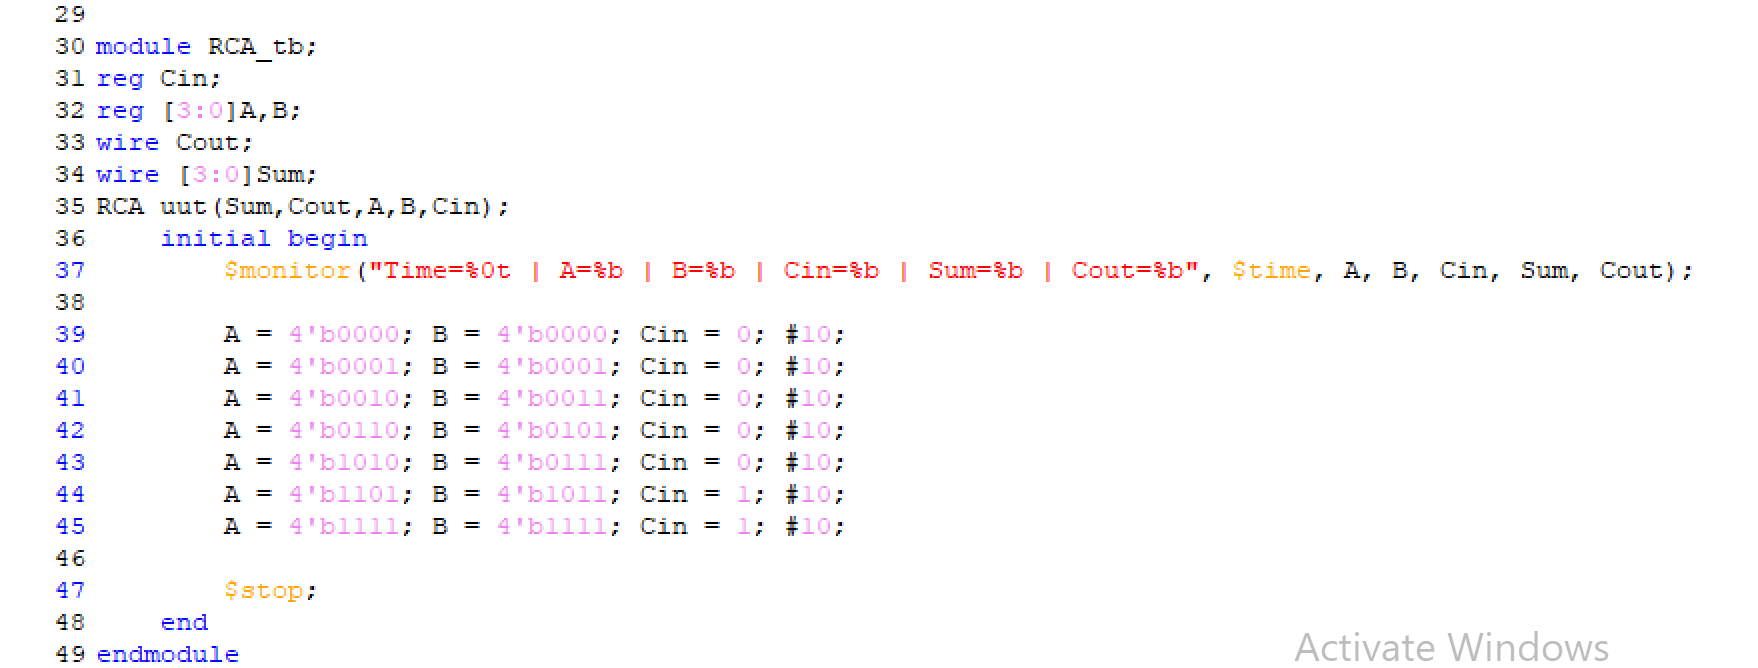 29
30 module RCA_tb;
31 reg Cin;
32 reg [3:0]A,B;
33 wire Cout;
34 wire [3:0]Sum;
35 RCA uut(Sum,Cout,A,B,Cin);
36 initial begin
37 $monitor("Time=%0t | A=%b | B=%b | Cin=%b | Sum=%b | Cout=%b", $time, A, B, Cin, Sum, Cout);
38
39 A = 4'b0000; B = 4'b0000; Cin = 0; #10;
40 A = 4'b0001; B = 4'b0001; Cin = 0; #10;
41 A = 4'b0010; B = 4'b0011; Cin = 0; #10;
42 A = 4'b0110; B = 4'b0101; Cin = 0; #10;
43 A = 4'b1010; B = 4'b0111; Cin = 0; #10;
44 A = 4'b1101; B = 4'b1011; Cin = 1; #10;
45 A = 4'b1111; B = 4'b1111; Cin = 1; #10;
46
47 $stop;
48 end
49 endmodule
Activate Windows